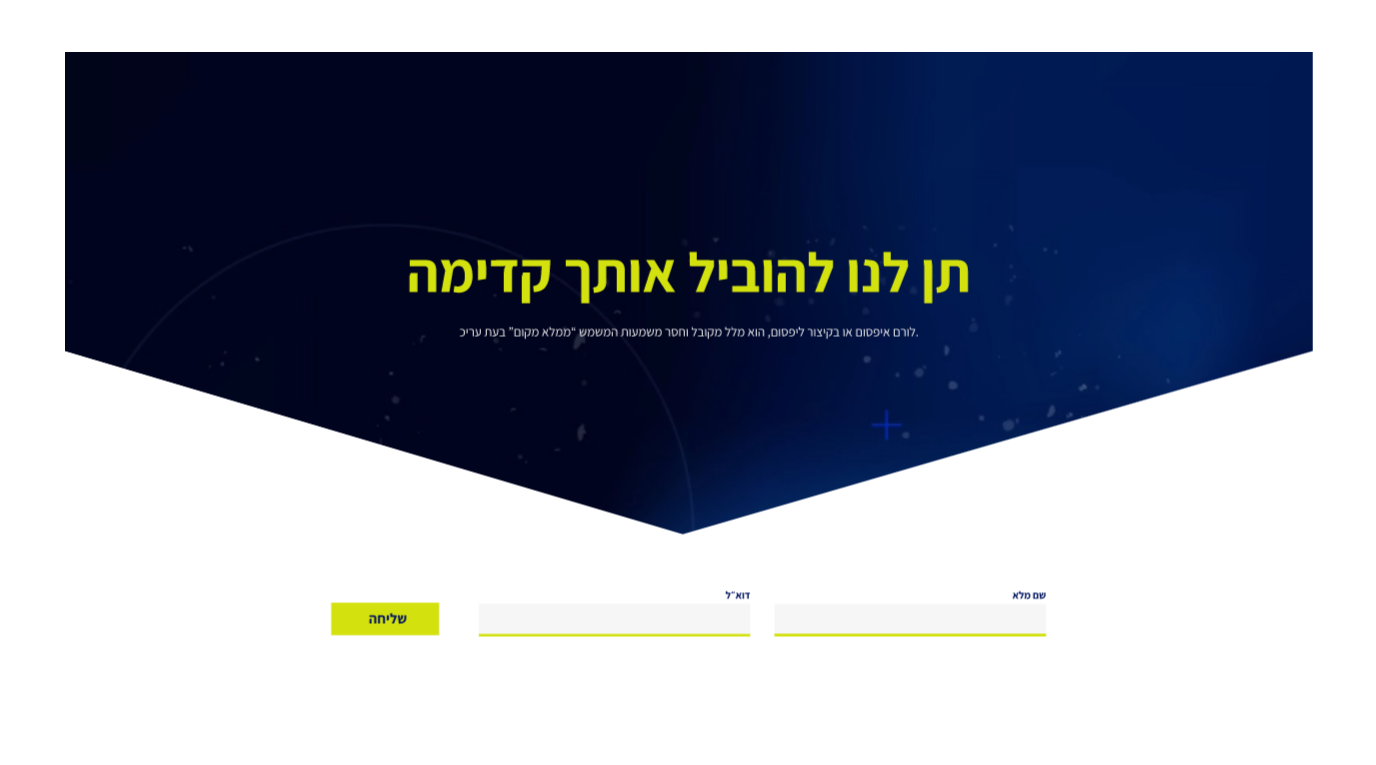 תן לנו להוביל אותך קדימה
לורם איפסום או בקיצור ליפסום, הוא מלל מקובל וחסר משמעות המשמש "ממלא מקום" בעת עריכ.
שם מלא
דוא״ל
שליחה